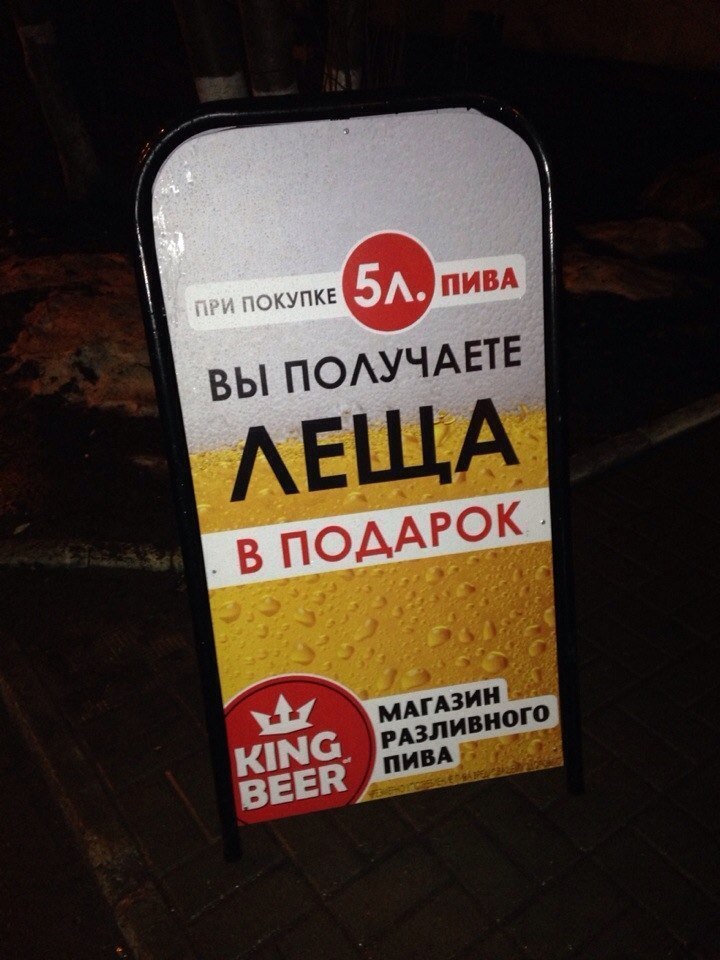 ПРИ ПОКУПКЕ 5Л. ПИВА
ВЫ ПОЛУЧАЕТЕ
ЛЕЩА
В ПОДАРОК
KING BEER
МАГАЗИН
РАЗЛИВНОГО
ПИВА